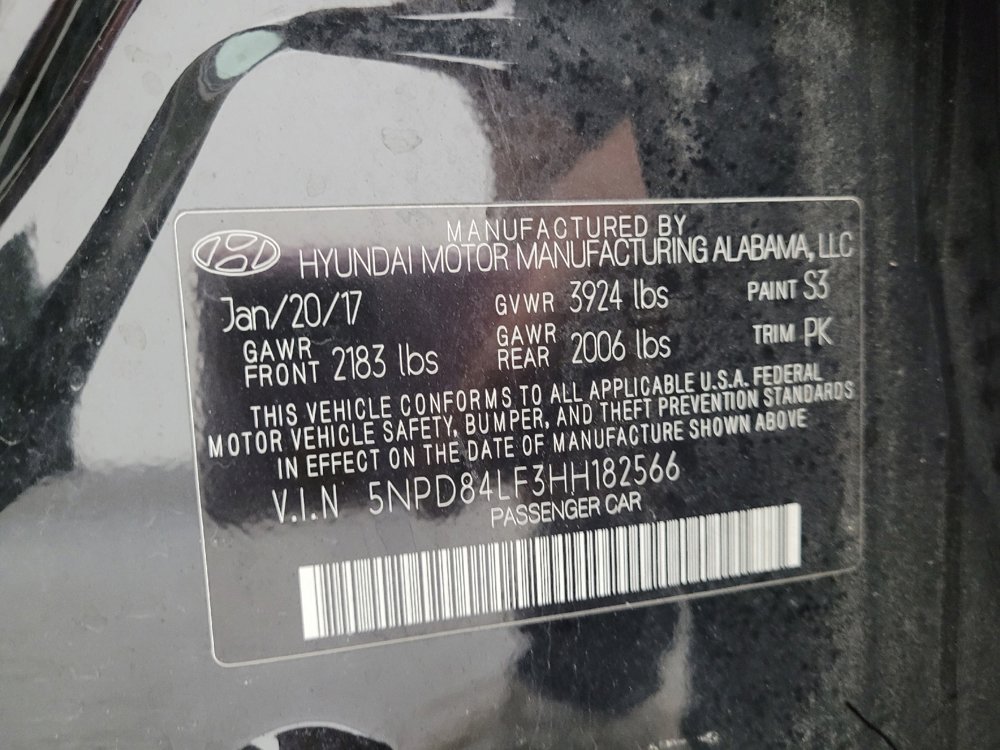 MANUFACTURED BY
HYUNDAI MOTOR MANUFACTURING ALABAMA, LLC
Jan/20/17 GVWR 3924 lbs PAINT S3
GAWR FRONT 2183 lbs GAWR REAR 2006 lbs TRIM PK
THIS VEHICLE CONFORMS TO ALL APPLICABLE U.S.A. FEDERAL
MOTOR VEHICLE SAFETY, BUMPER, AND THEFT PREVENTION STANDARDS
IN EFFECT ON THE DATE OF MANUFACTURE SHOWN ABOVE
V.I.N 5NPD84LF3HH182566
PASSENGER CAR